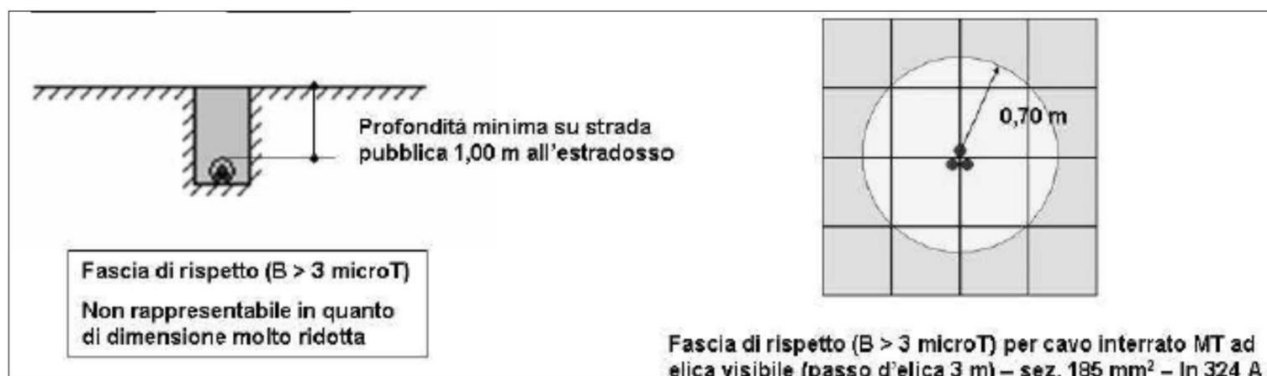 Profondità minima su strada
pubblica 1,00 m all'estradosso
Fascia di rispetto (B > 3 microT)
Non rappresentabile in quanto
di dimensione molto ridotta
0,70 m
Fascia di rispetto (B > 3 microT) per cavo interrato MT ad
elica visibile (passo d'elica 3 m) – sez. 185 mm² – In 324 A